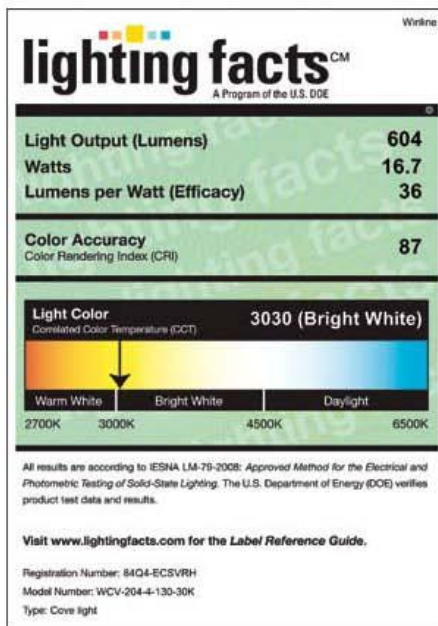 Winline
lighting facts CM
A Program of the U.S. DOE
Light Output (Lumens) 604
Watts 16.7
Lumens per Watt (Efficacy) 36
Color Accuracy 87
Color Rendering Index (CRI)
Light Color 3030 (Bright White)
Correlated Color Temperature (CCT)
Warm White Bright White Daylight
2700K 3000K 4500K 6500K
All results are according to IESNA LM-79-2008: Approved Method for the Electrical and
Photometric Testing of Solid-State Lighting. The U.S. Department of Energy (DOE) verifies
product test data and results.
Visit www.lightingfacts.com for the Label Reference Guide.
Registration Number: 84Q4-ECSVRH
Model Number: WCV-204-4-130-30K
Type: Cove light